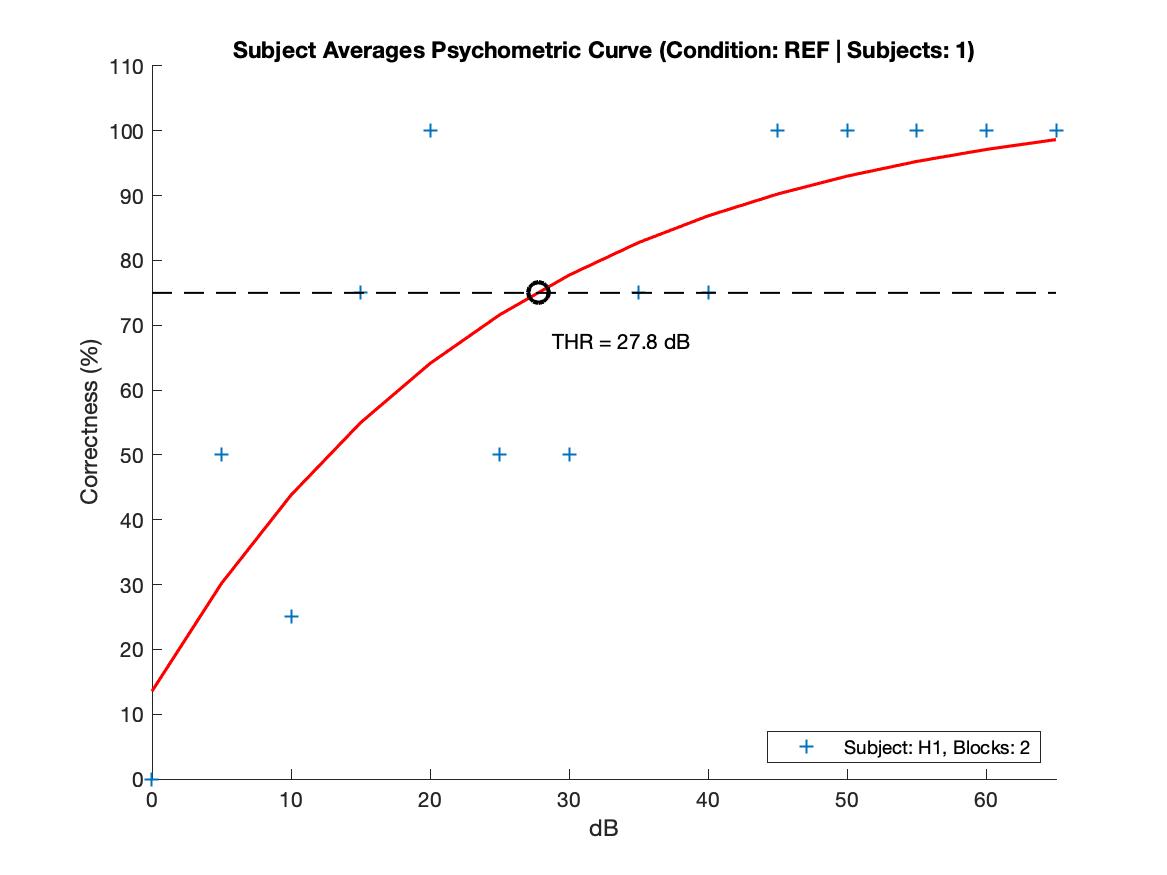 Subject Averages Psychometric Curve (Condition: REF | Subjects: 1)
110
100
90
80
70
60
50
40
30
20
10
0
Correctness (%)
THR = 27.8 dB
Subject: H1, Blocks: 2
0 10 20 30 40 50 60
dB